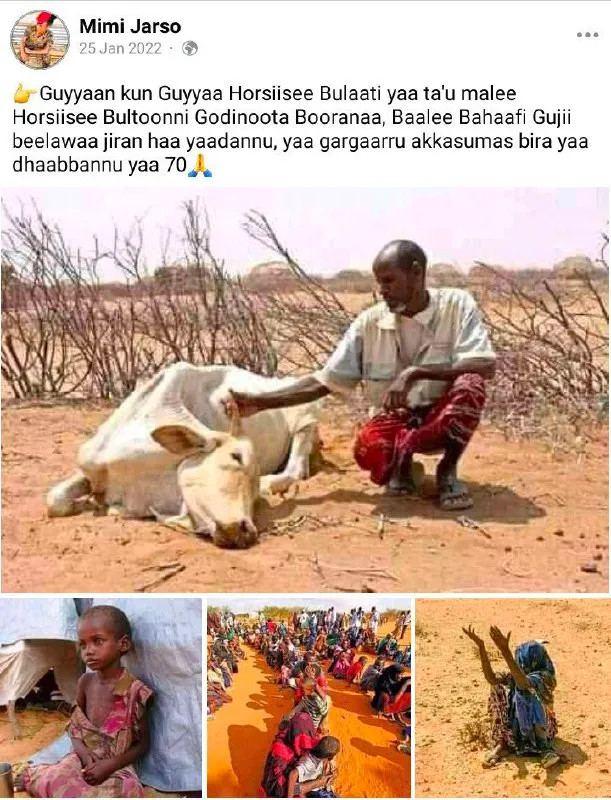 Mimi Jarso
25 Jan 2022 ·
👉Guyyaan kun Guyyaa Horsiisee Bulaati yaa ta'u malee
Horsiisee Bultoonni Godinoota Booranaa, Baalee Bahaafi Gujii
beelawaa jiran haa yaadannu, yaa gargaarru akkasumas bira yaa
dhaabbannu yaa 70🙏